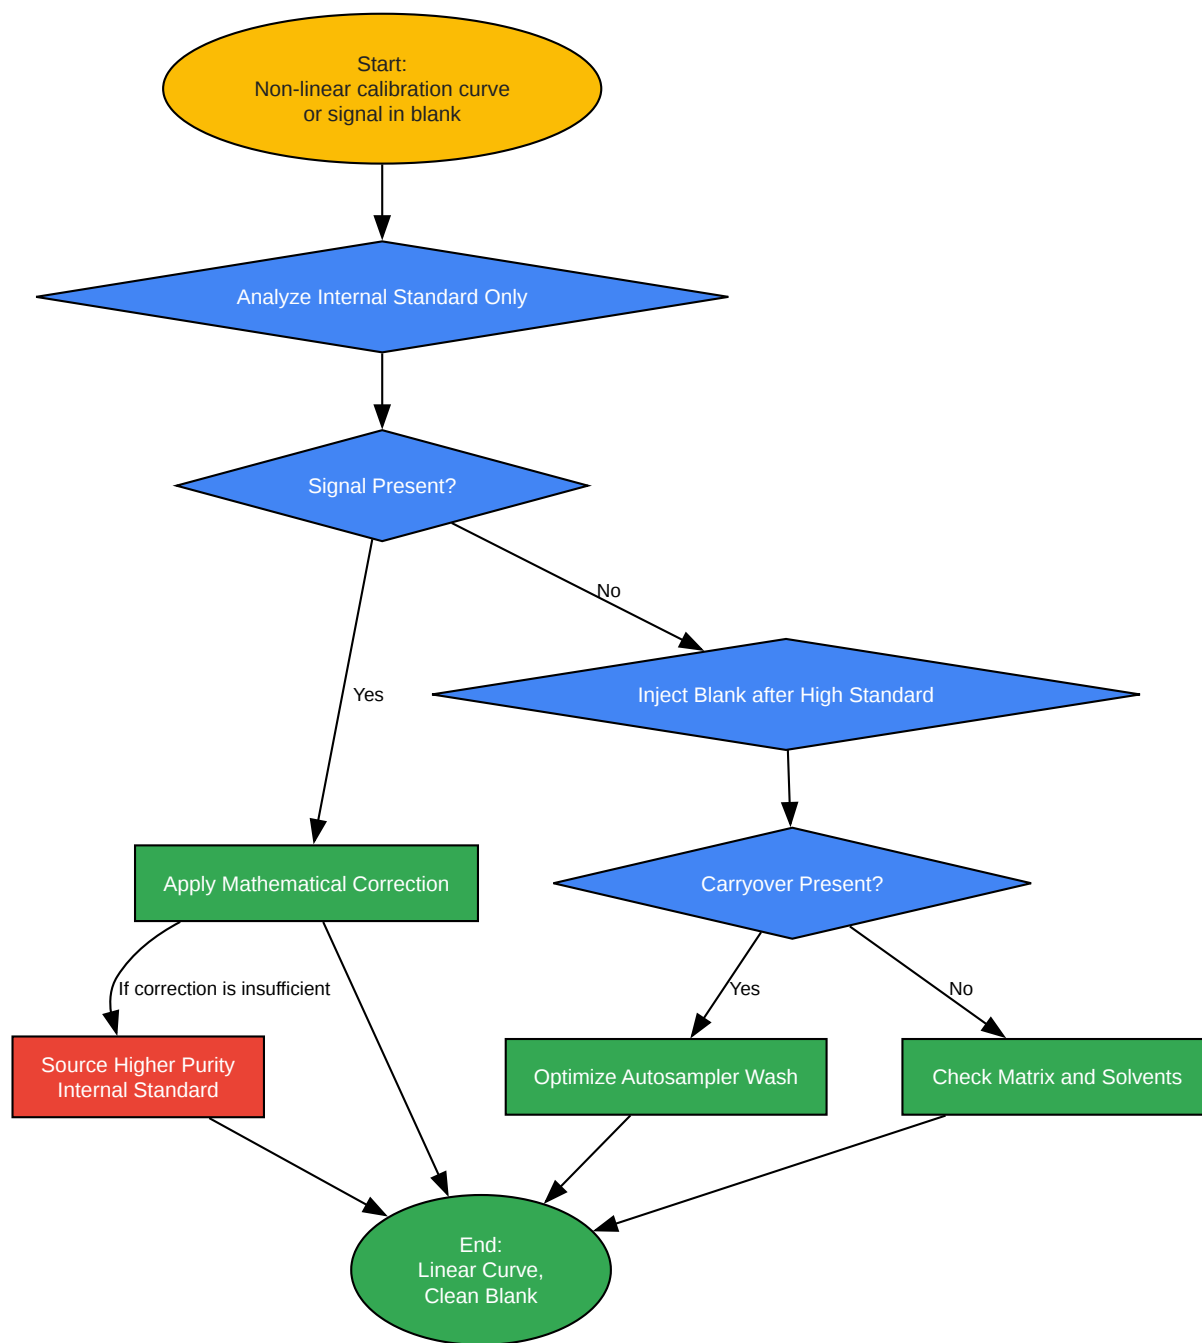 Start:
Non-linear calibration curve
or signal in blank
Analyze Internal Standard Only
Signal Present?
No
Yes
Inject Blank after High Standard
Apply Mathematical Correction
Carryover Present?
If correction is insufficient
Yes
No
Source Higher Purity
Internal Standard
Optimize Autosampler Wash
Check Matrix and Solvents
End:
Linear Curve,
Clean Blank